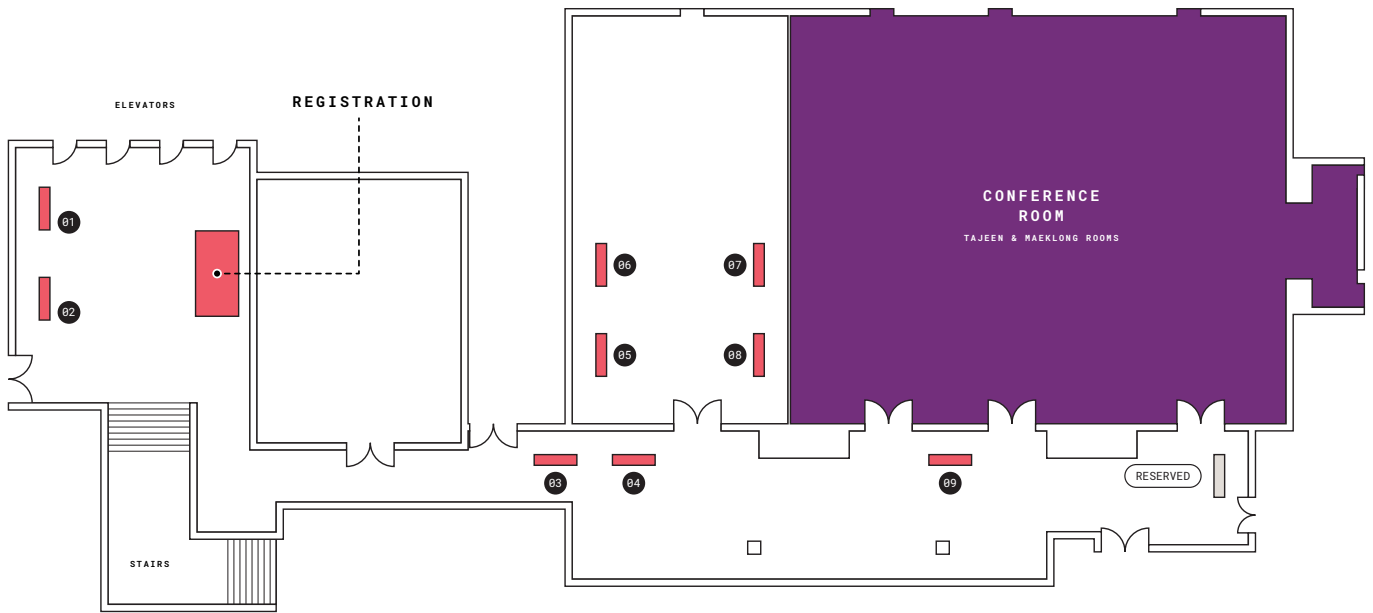 ELEVATORS
REGISTRATION
01
02
CONFERENCE
ROOM
TAJEEN & MAEKLONG ROOMS
06
07
05
08
03
04
09
RESERVED
STAIRS